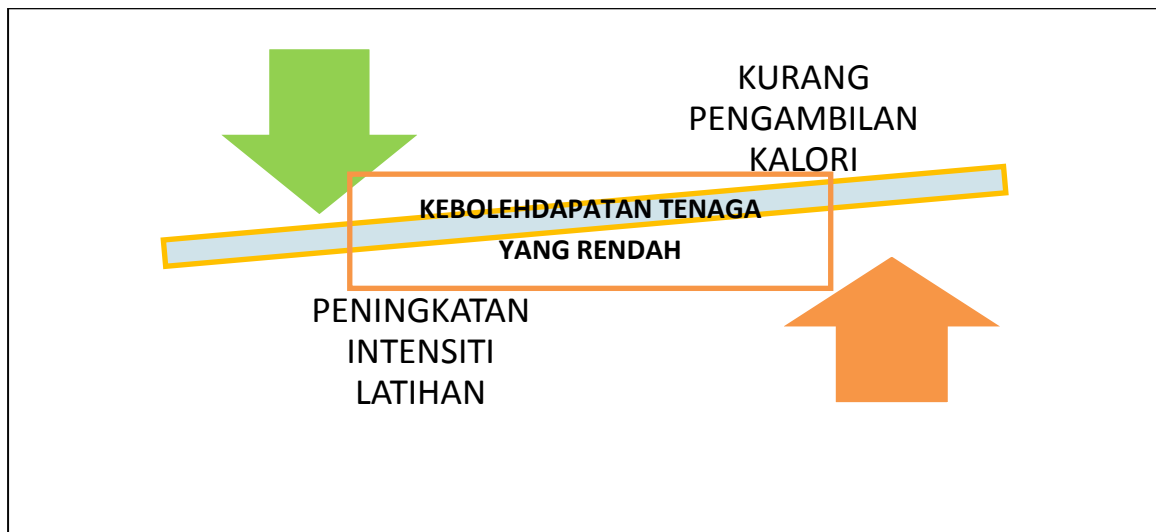 KURANG
PENGAMBILAN
KALORI
KEBOLEHDAPATAN TENAGA
YANG RENDAH
PENINGKATAN
INTENSITI
LATIHAN